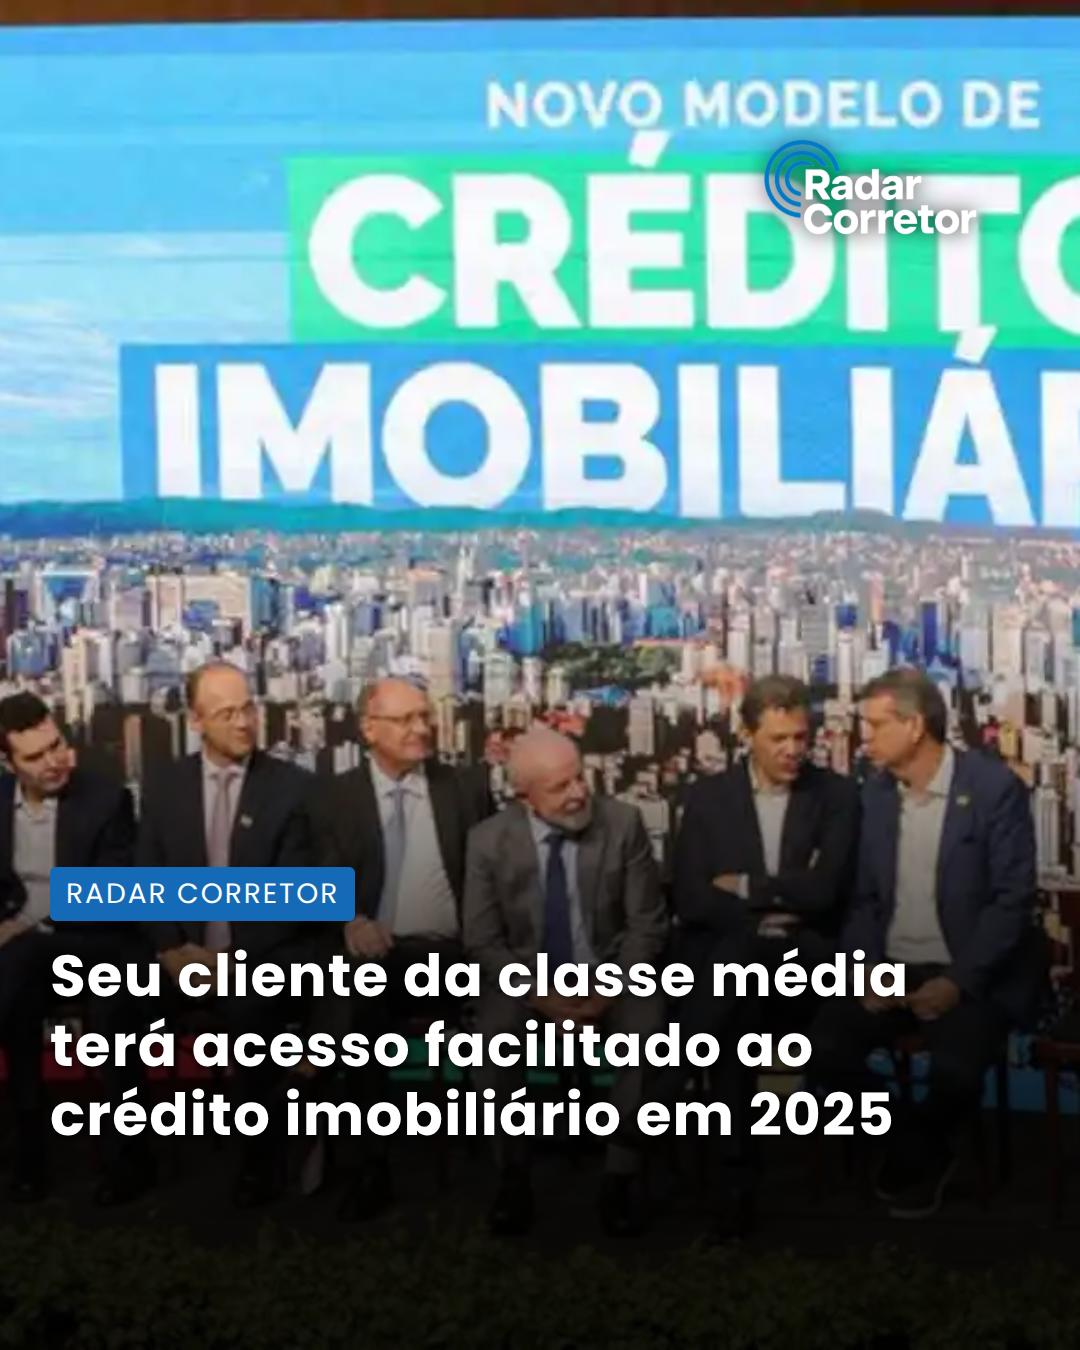 NOVO MODELO DE
CRÉDITO
Radar
Corretor
IMOBILIÁR
RADAR CORRETOR
Seu cliente da classe média
terá acesso facilitado ao
crédito imobiliário em 2025